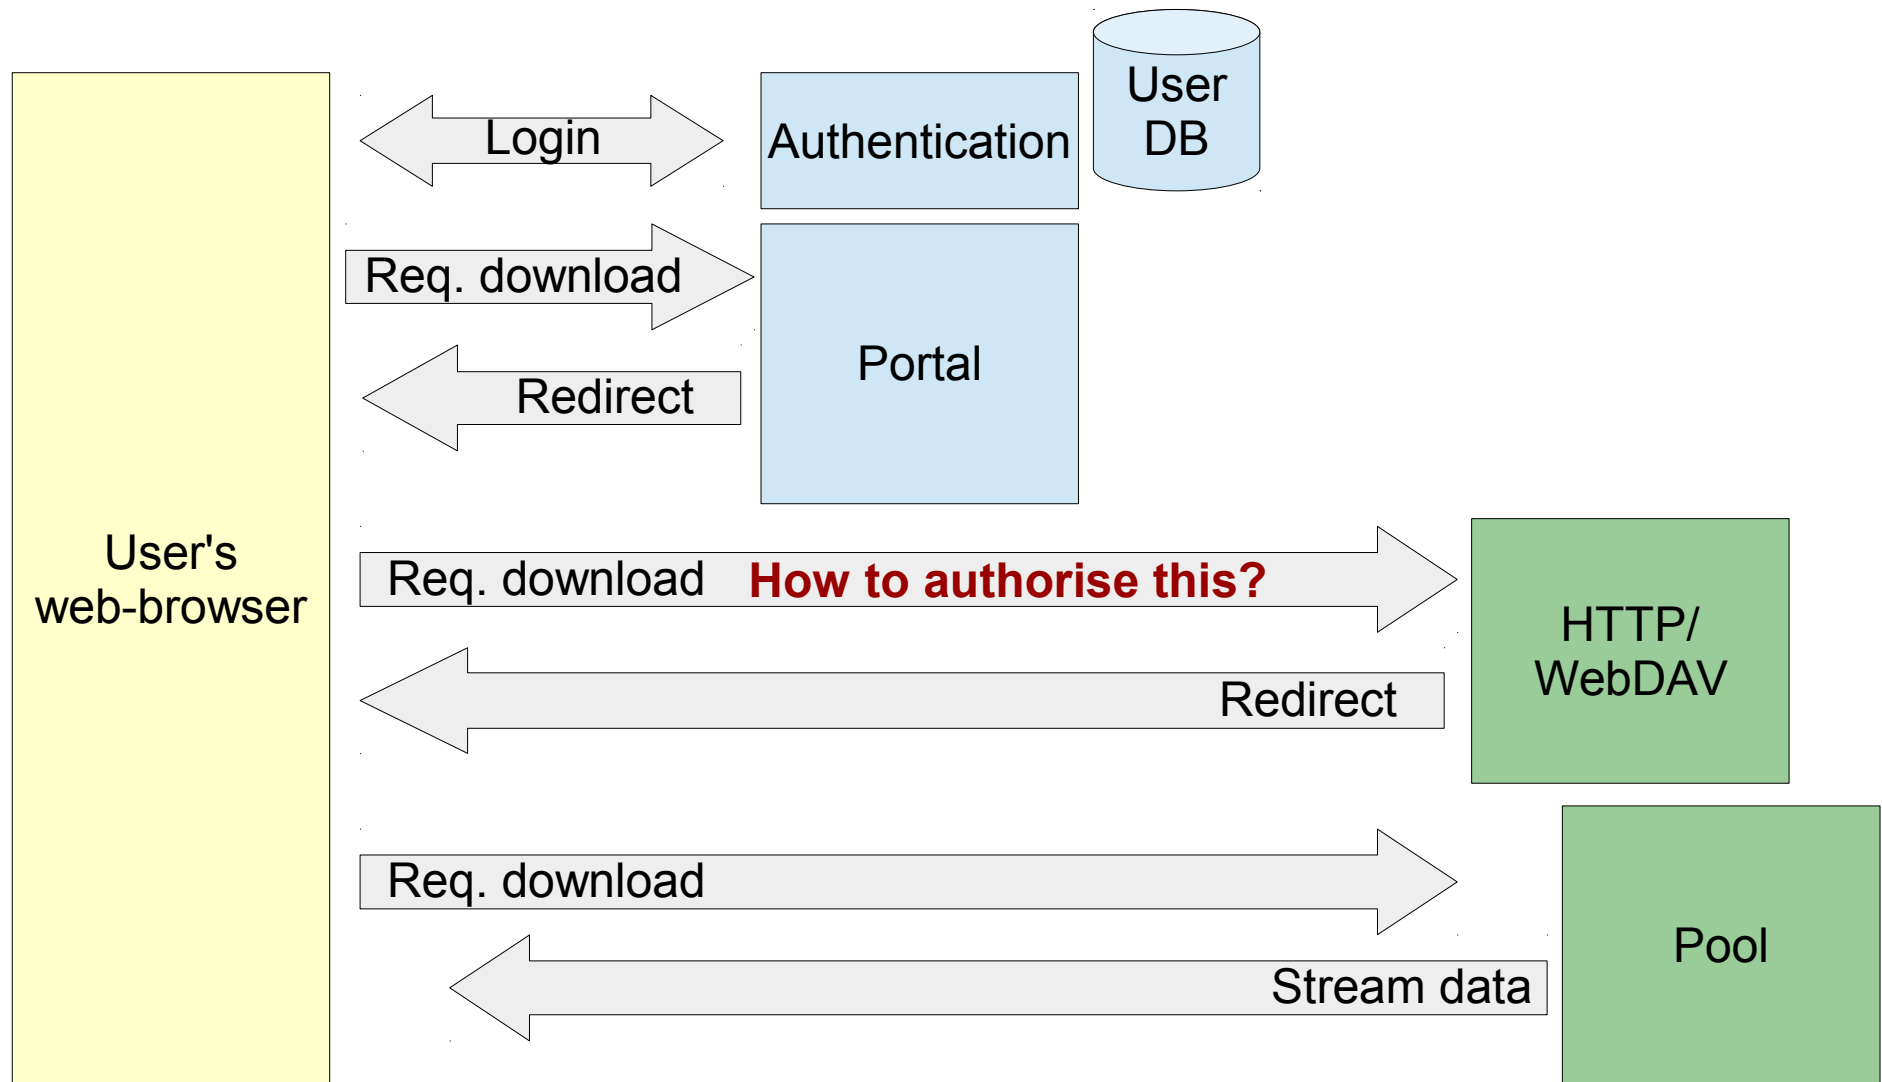 User
DB
Login
Authentication
Req. download
Portal
Redirect
User's
web-browser
Req. download How to authorise this?
HTTP/
WebDAV
Redirect
Req. download
Pool
Stream data